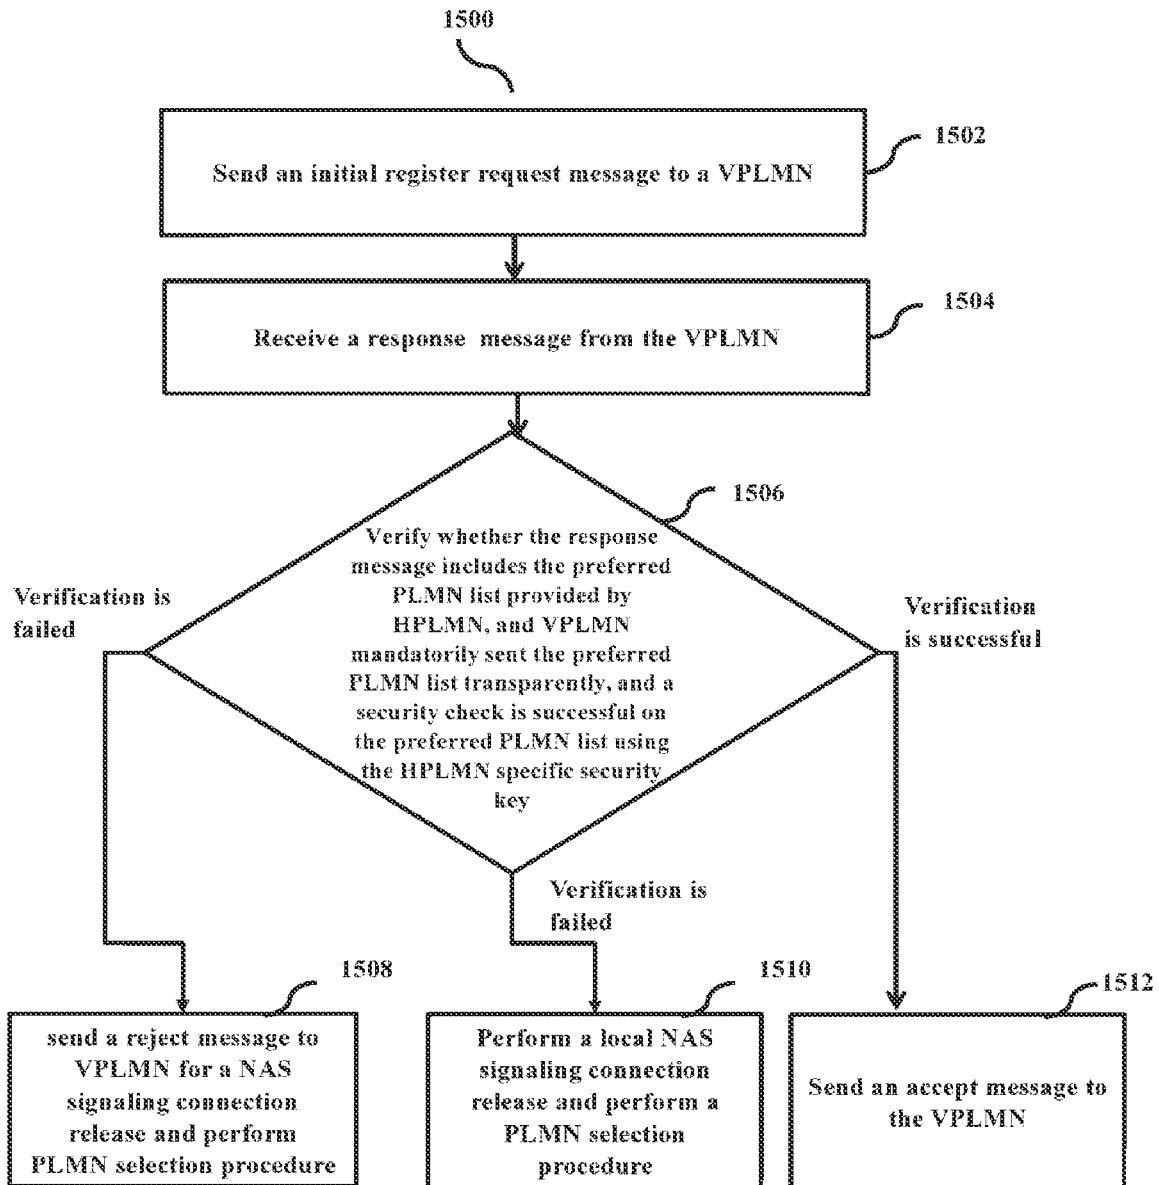 1500
1502
Send an initial register request message to a VPLMN
1504
Receive a response message from the VPLMN
1506
Verify whether the response
message includes the preferred
PLMN list provided by
HPLMN, and VPLMN
mandatorily sent the preferred
PLMN list transparently, and a
security check is successful on
the preferred PLMN list using
the HPLMN specific security
key
Verification is
failed
Verification
is successful
Verification is
failed
1508
send a reject message to
VPLMN for a NAS
signaling connection
release and perform
PLMN selection procedure
1510
Perform a local NAS
signaling connection
release and perform a
PLMN selection
procedure
1512
Send an accept message to
the VPLMN